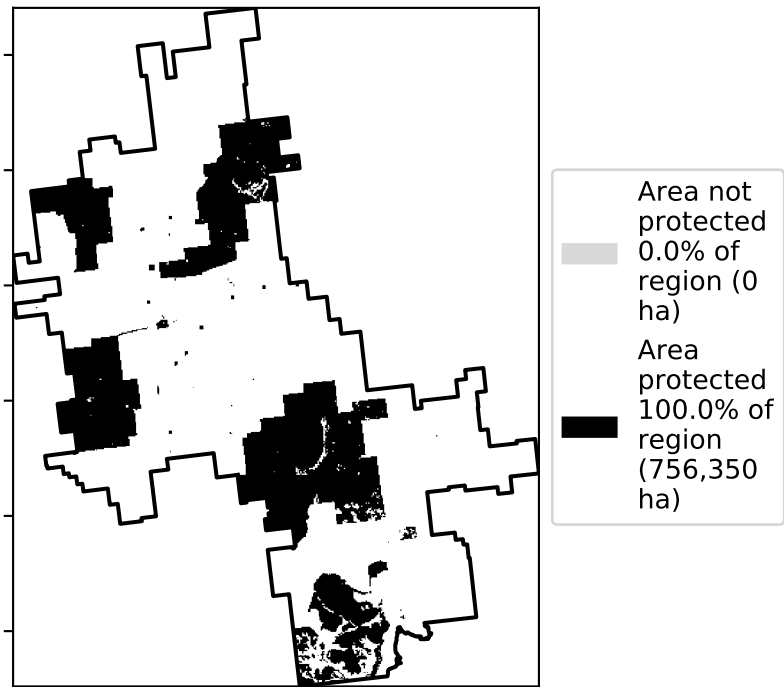 Area not
protected
0.0% of
region (0
ha)
Area
protected
100.0% of
region
(756,350
ha)